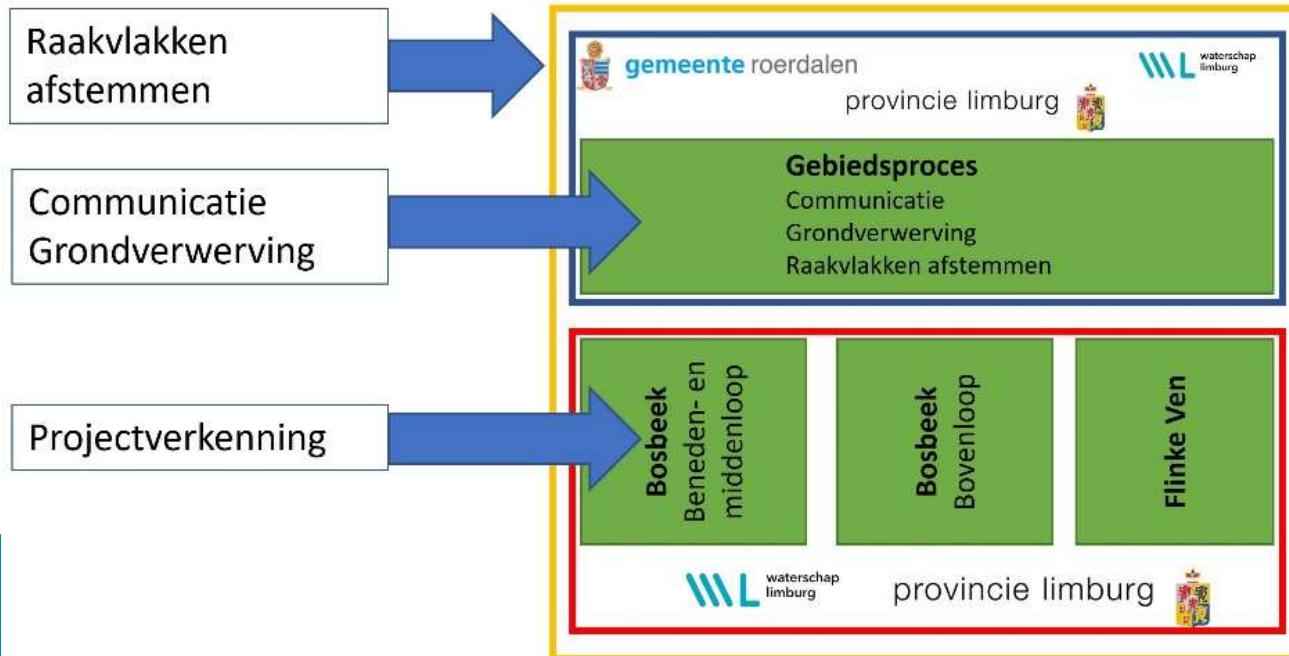 Raakvlakken
afstemmen
Communicatie
Grondverwerving
Projectverkenning
gemeente roerdalen
waterschap
limburg
provincie limburg
Gebiedsproces
Communicatie
Grondverwerving
Raakvlakken afstemmen
Bosbeek
Beneden- en
middenloop
Bosbeek
Bovenloop
Flinke Ven
WL waterschap
limburg
provincie limburg